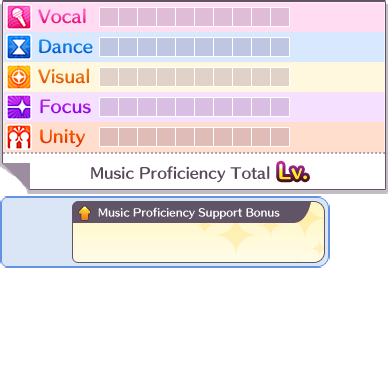 Vocal
Dance
Visual
Focus
Unity
Music Proficiency Total Lv.
Music Proficiency Support Bonus